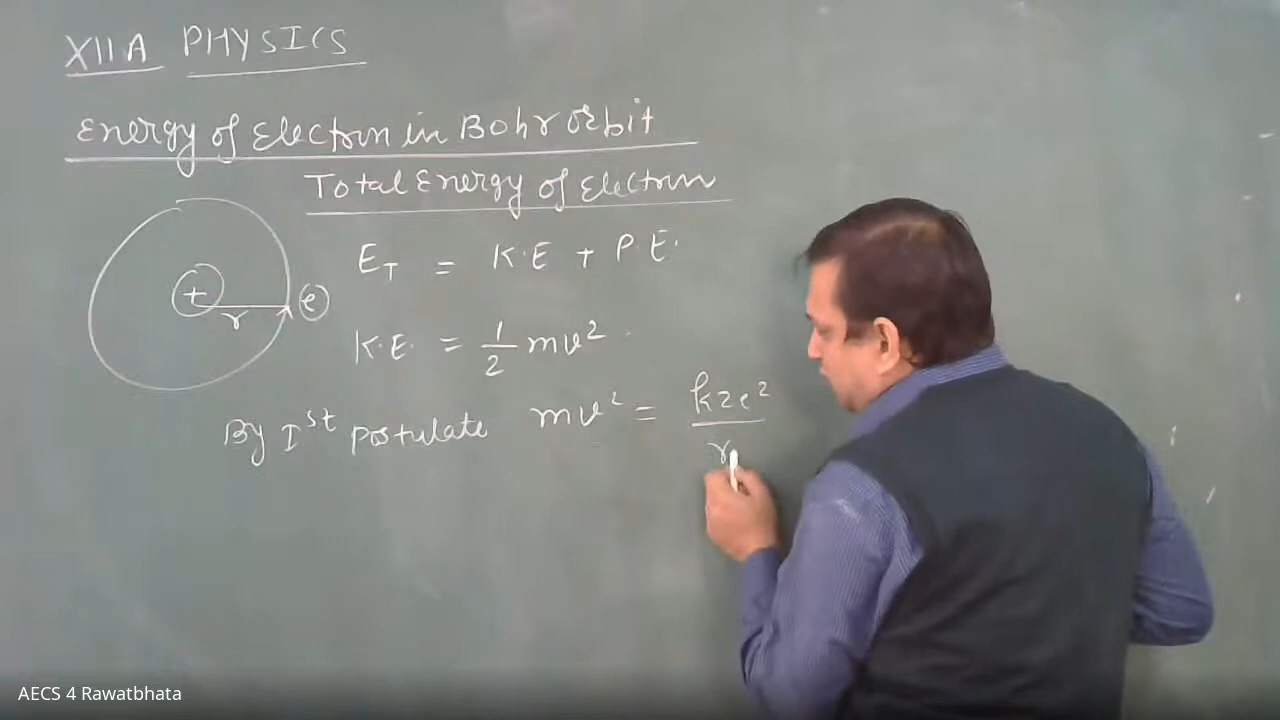 XII A PHYSICS
Energy of Electron in Bohr orbit
Total Energy of Electron
+ r e
E_T = K.E + P.E.
K.E. = 1/2 mv²
By Iˢᵗ postulate mv² = kze²/r
AECS 4 Rawatbhata